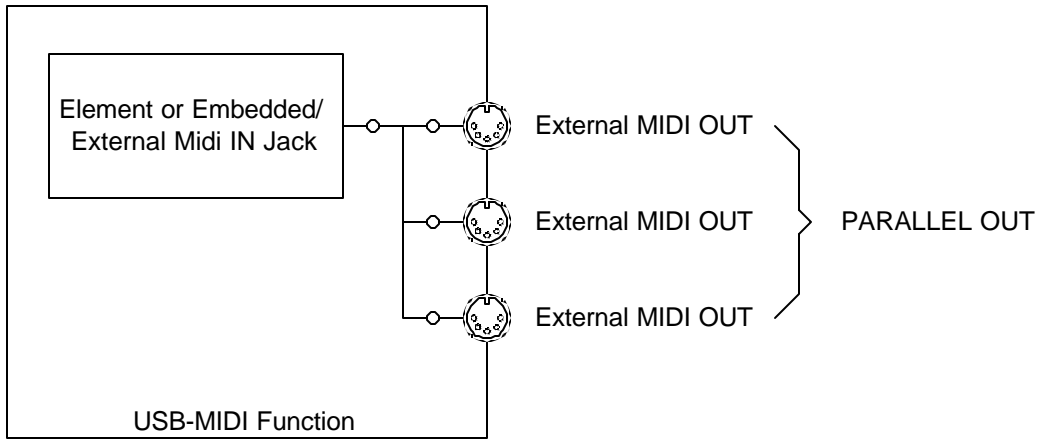 Element or Embedded/
External Midi IN Jack
External MIDI OUT
External MIDI OUT
PARALLEL OUT
External MIDI OUT
USB-MIDI Function